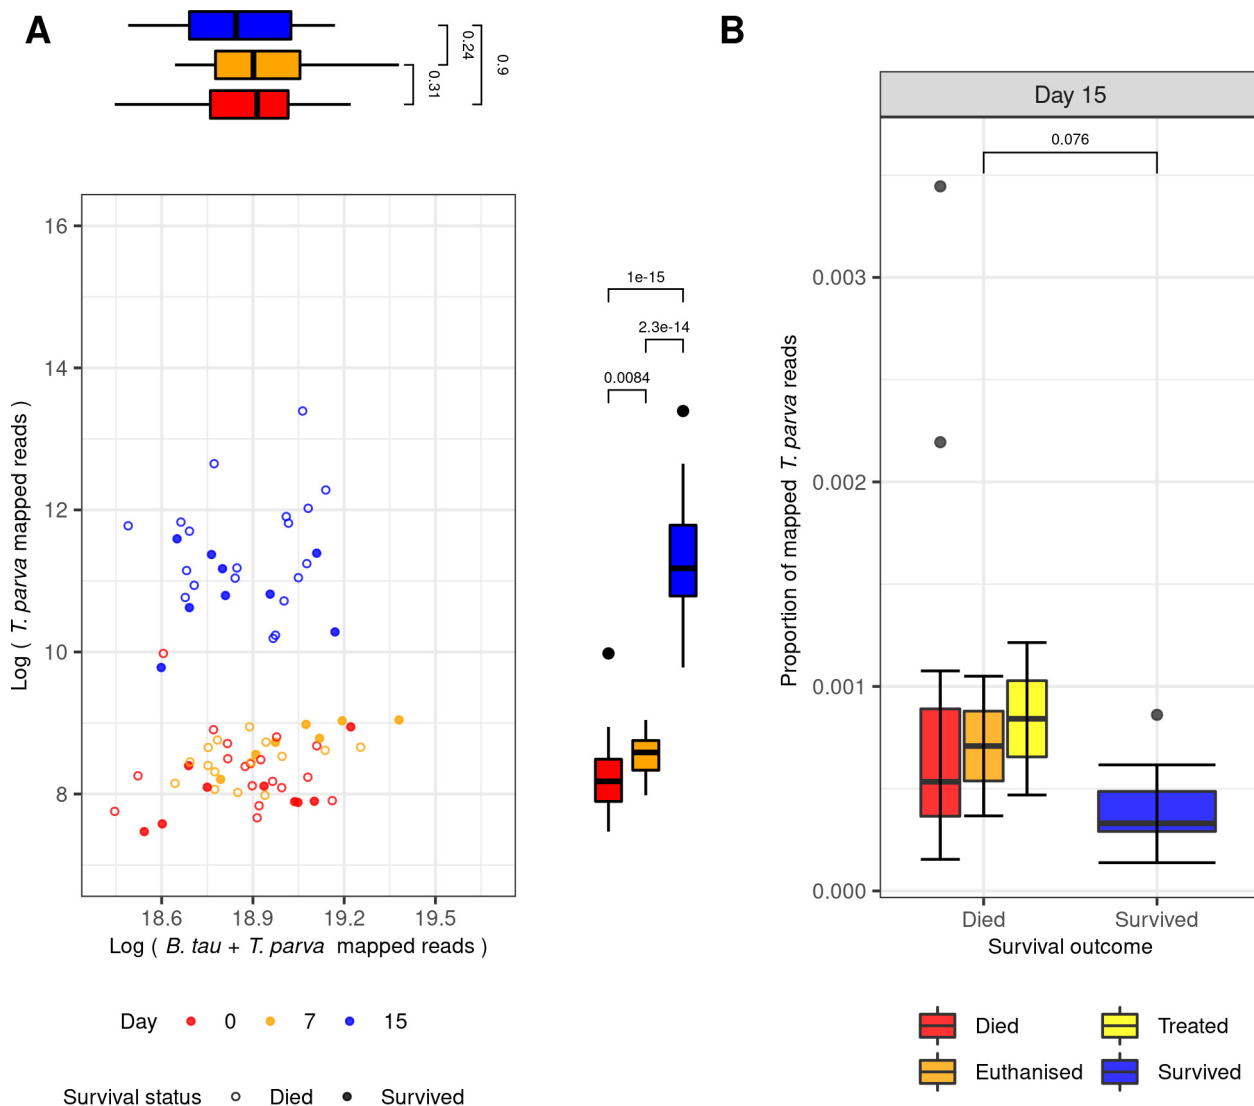 A
B
0.24
0.9
0.31
Day 15
0.076
16
14
12
10
8
Log ( T. parva mapped reads )
18.6 18.9 19.2 19.5
Log ( B. tau + T. parva mapped reads )
1e-15
2.3e-14
0.0084
Proportion of mapped T. parva reads
0.003
0.002
0.001
0.000
Died Survived
Survival outcome
Day 0 7 15
Survival status Died Survived
Died Treated
Euthanised Survived